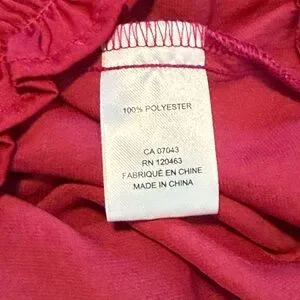 100% POLYESTER
CA 07043
RN 120463
FABRIQUÉ EN CHINE
MADE IN CHINA